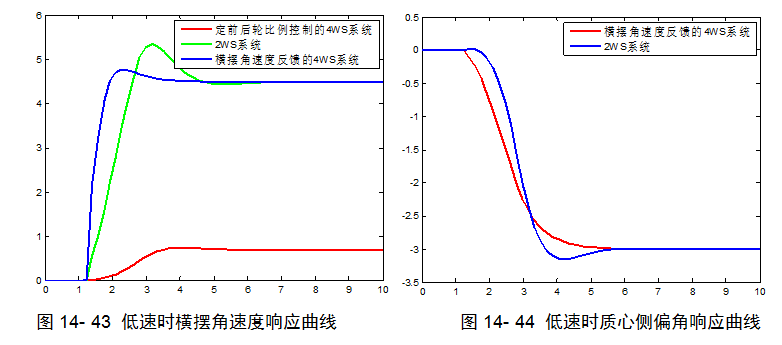 6
5
4
3
2
1
0
0 1 2 3 4 5 6 7 8 9 10
定前后轮比例控制的4WS系统
2WS系统
横摆角速度反馈的4WS系统
图 14- 43 低速时横摆角速度响应曲线
0.5
0
-0.5
-1
-1.5
-2
-2.5
-3
-3.5
0 1 2 3 4 5 6 7 8 9 10
横摆角速度反馈的4WS系统
2WS系统
图 14- 44 低速时质心侧偏角响应曲线